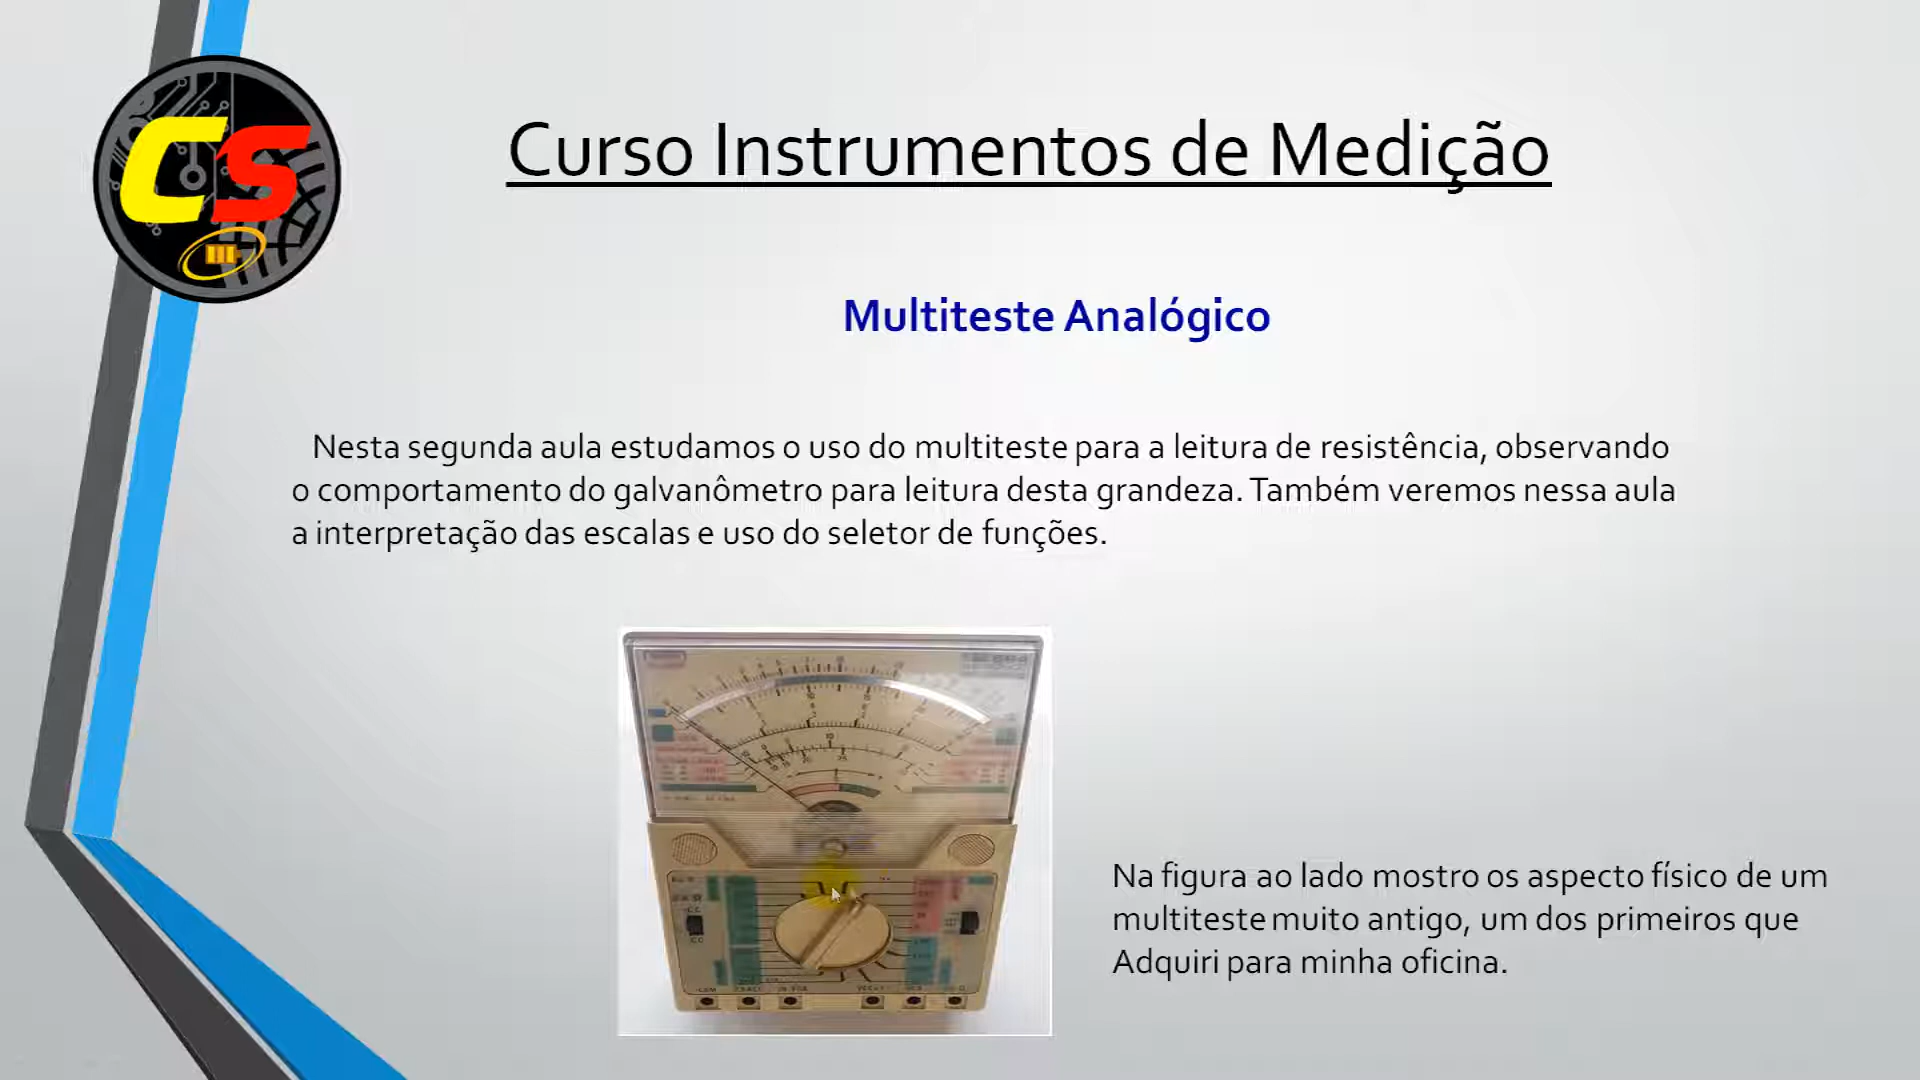 CS
Curso Instrumentos de Medição
Multiteste Analógico
Nesta segunda aula estudamos o uso do multiteste para a leitura de resistência, observando
o comportamento do galvanômetro para leitura desta grandeza. Também veremos nessa aula
a interpretação das escalas e uso do seletor de funções.
Na figura ao lado mostro os aspecto físico de um
multiteste muito antigo, um dos primeiros que
Adquiri para minha oficina.